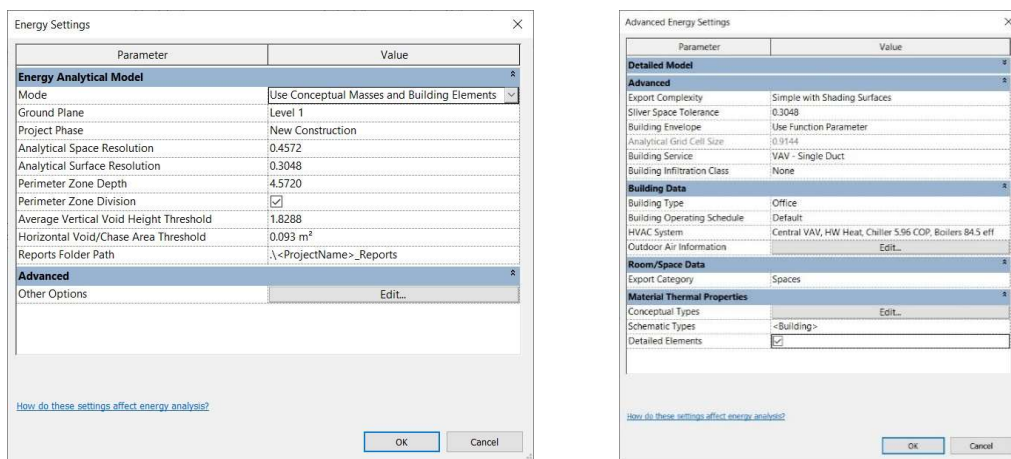 Energy Settings
Parameter Value
Energy Analytical Model
Mode Use Conceptual Masses and Building Elements
Ground Plane Level 1
Project Phase New Construction
Analytical Space Resolution 0.4572
Analytical Surface Resolution 0.3048
Perimeter Zone Depth 4.5720
Perimeter Zone Division
Average Vertical Void Height Threshold 1.8288
Horizontal Void/Chase Area Threshold 0.093 m²
Reports Folder Path .\<ProjectName>_Reports
Advanced
Other Options Edit...
How do these settings affect energy analysis?
OK Cancel
Advanced Energy Settings
Parameter Value
Detailed Model
Advanced
Export Complexity Simple with Shading Surfaces
Sliver Space Tolerance 0.3048
Building Envelope Use Function Parameter
Analytical Grid Cell Size 0.9144
Building Service VAV - Single Duct
Building Infiltration Class None
Building Data
Building Type Office
Building Operating Schedule Default
HVAC System Central VAV, HW Heat, Chiller 5.96 COP, Boilers 84.5 eff
Outdoor Air Information Edit...
Room/Space Data
Export Category Spaces
Material Thermal Properties
Conceptual Types Edit...
Schematic Types <Building>
Detailed Elements
How do these settings affect energy analysis?
OK Cancel